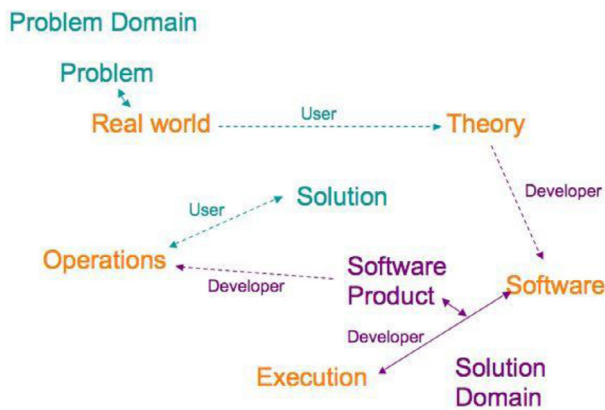 Problem Domain
Problem
Real world
User
Theory
Developer
User
Solution
Operations
Developer
Software
Product
Software
Developer
Execution
Solution
Domain